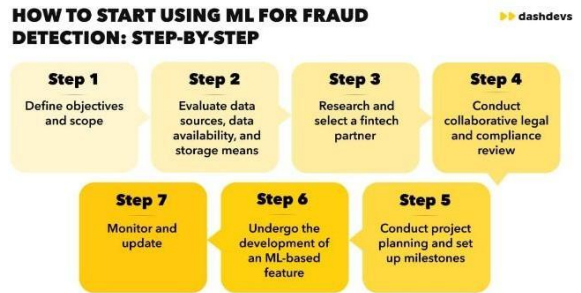 HOW TO START USING ML FOR FRAUD
DETECTION: STEP-BY-STEP
dashdevs
Step 1
Define objectives
and scope
Step 2
Evaluate data
sources, data
availability, and
storage means
Step 3
Research and
select a fintech
partner
Step 4
Conduct
collaborative legal
and compliance
review
Step 5
Conduct project
planning and set
up milestones
Step 6
Undergo the
development of
an ML-based
feature
Step 7
Monitor and
update